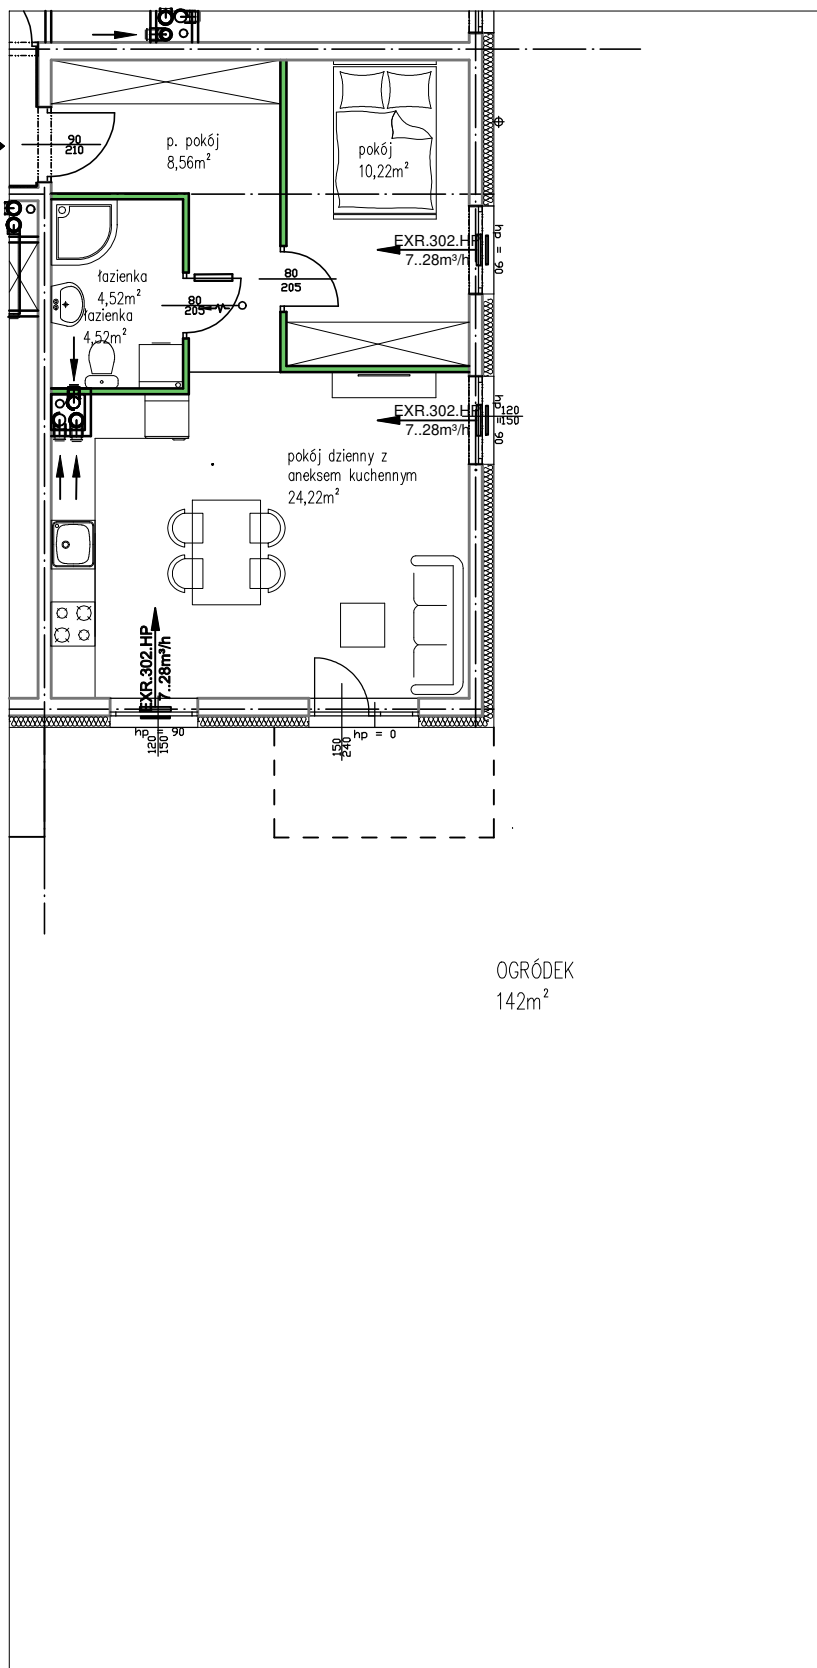 90
210
p. pokój
8,56m²
pokój
10,22m²
EXR.302.HP
7..28m³/h
hp = 90
80
205
łazienka
4,52m²
80
205
łazienka
4,52m²
EXR.302.HP
7..28m³/h
hp = 90
120
150
pokój dzienny z
aneksem kuchennym
24,22m²
EXR.302.HP
7..28m³/h
hp = 90
120
150
hp = 0
150
240
OGRÓDEK
142m²